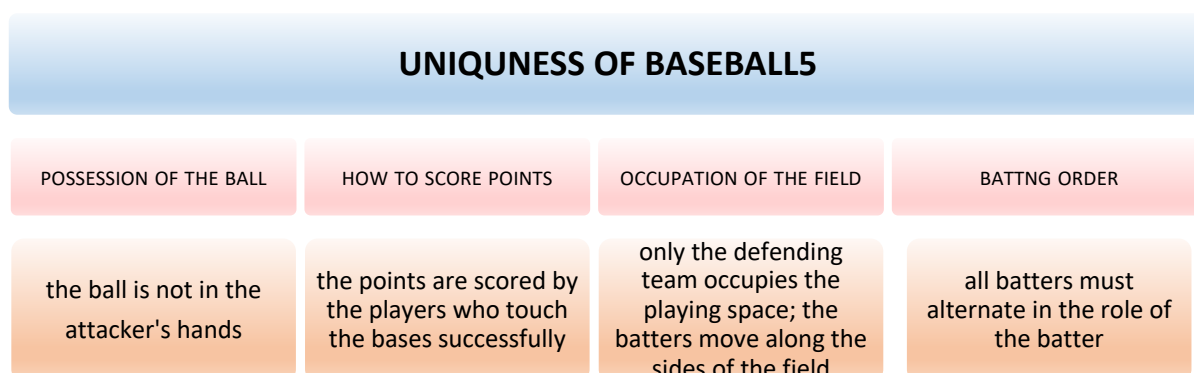 UNIQUNESS OF BASEBALL5
POSSESSION OF THE BALL
HOW TO SCORE POINTS
OCCUPATION OF THE FIELD
BATTNG ORDER
the ball is not in the
attacker's hands
the points are scored by
the players who touch
the bases successfully
only the defending
team occupies the
playing space; the
batters move along the
sides of the field
all batters must
alternate in the role of
the batter